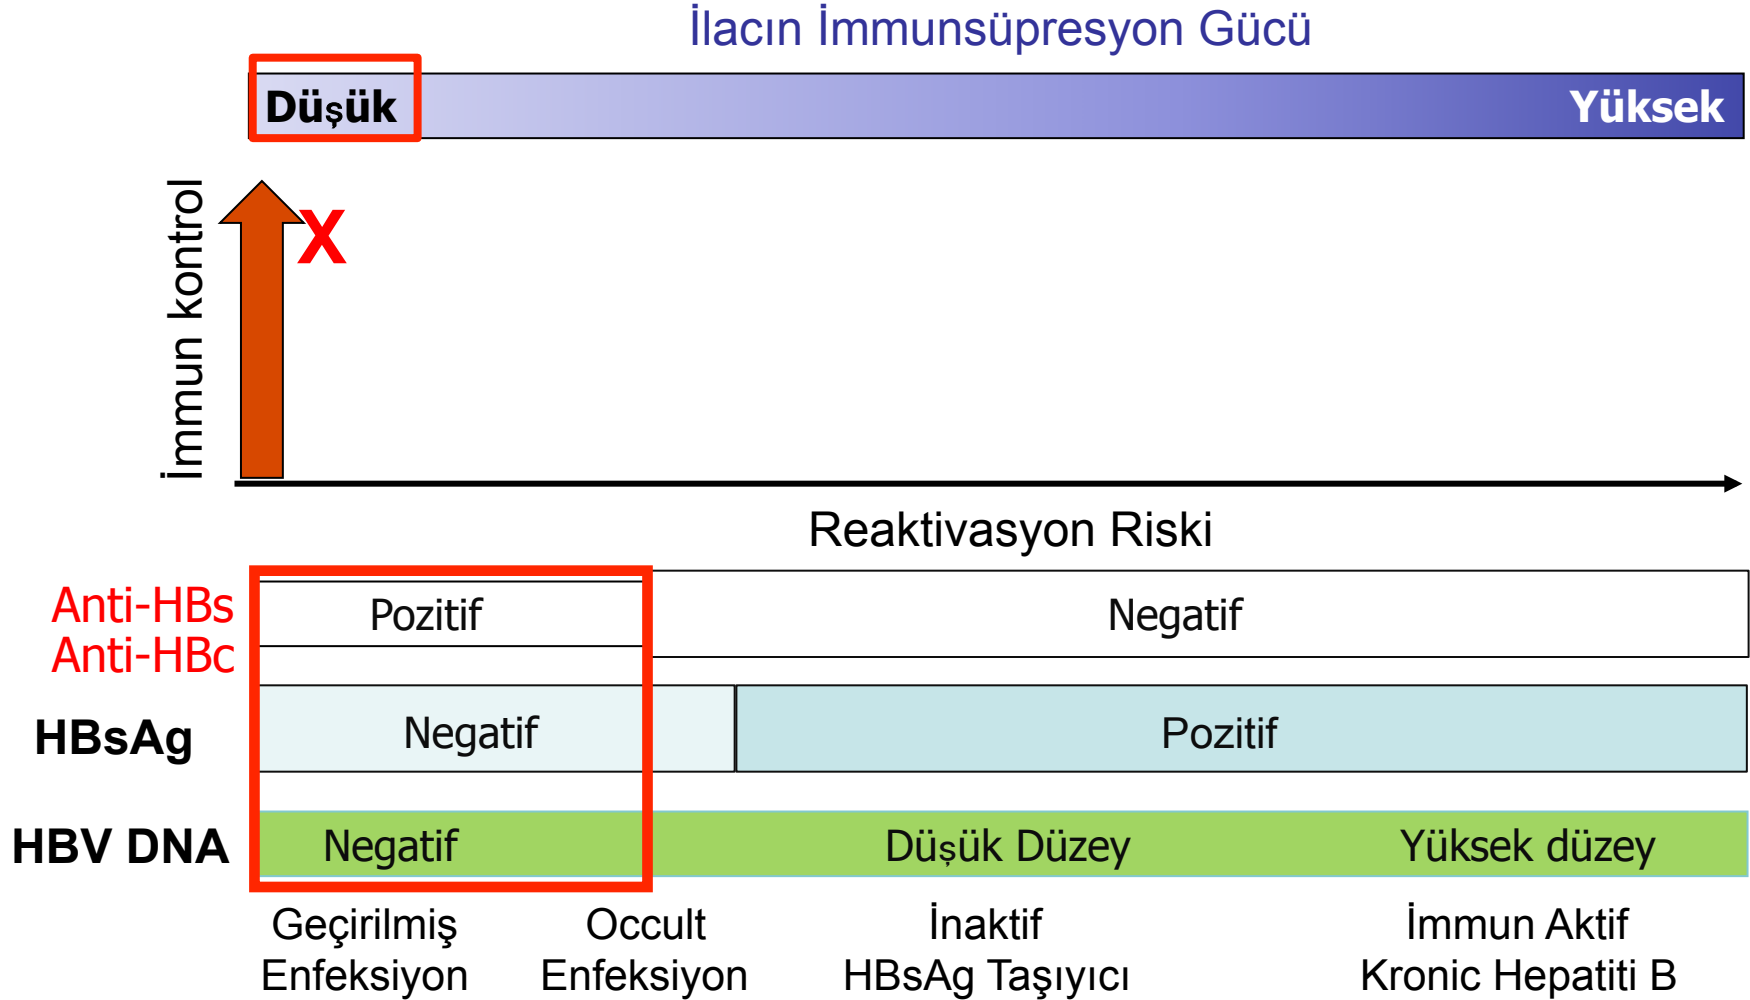 İlacın İmmunsüpresyon Gücü
Düşük
Yüksek
İmmun kontrol
X
Reaktivasyon Riski
Anti-HBs
Anti-HBc
Pozitif
Negatif
HBsAg
Negatif
Pozitif
HBV DNA
Negatif
Düşük Düzey
Yüksek düzey
Geçirilmiş
Enfeksiyon
Occult
Enfeksiyon
İnaktif
HBsAg Taşıyıcı
İmmun Aktif
Kronic Hepatiti B